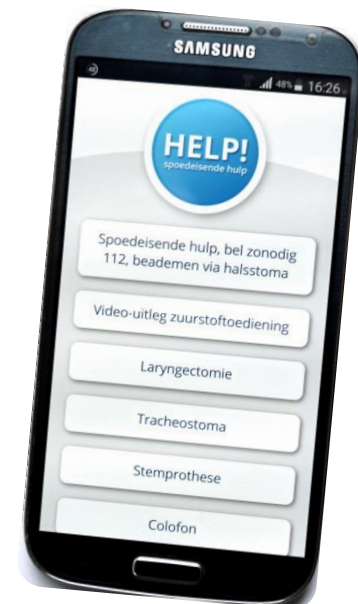 SAMSUNG
48% 16:26
HELP!
spoedeisende hulp
Spoedeisende hulp, bel zonodig
112, beademen via halsstoma
Video-uitleg zuurstoftoediening
Laryngectomie
Tracheostoma
Stemprothese
Colofon